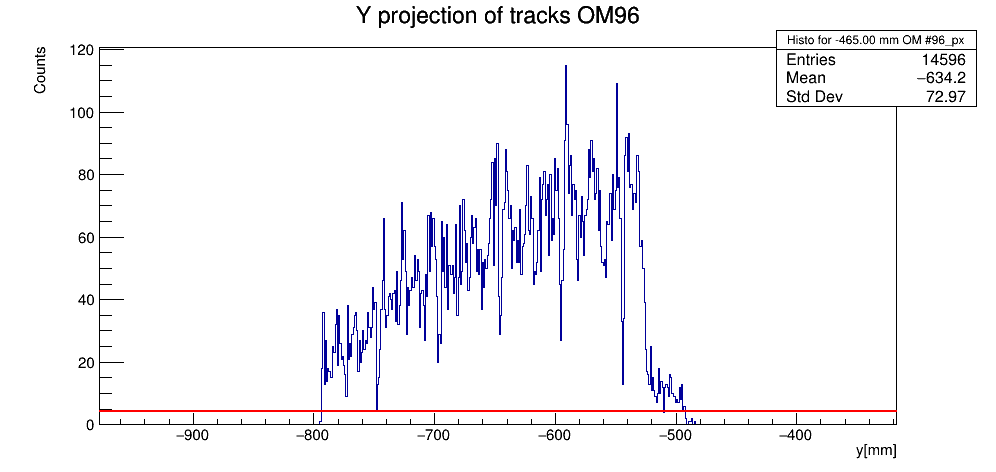 Y projection of tracks OM96
Histo for -465.00 mm OM #96_px
Entries 14596
Mean −634.2
Std Dev 72.97
Counts
120
100
80
60
40
20
0
−900 −800 −700 −600 −500 −400
y[mm]